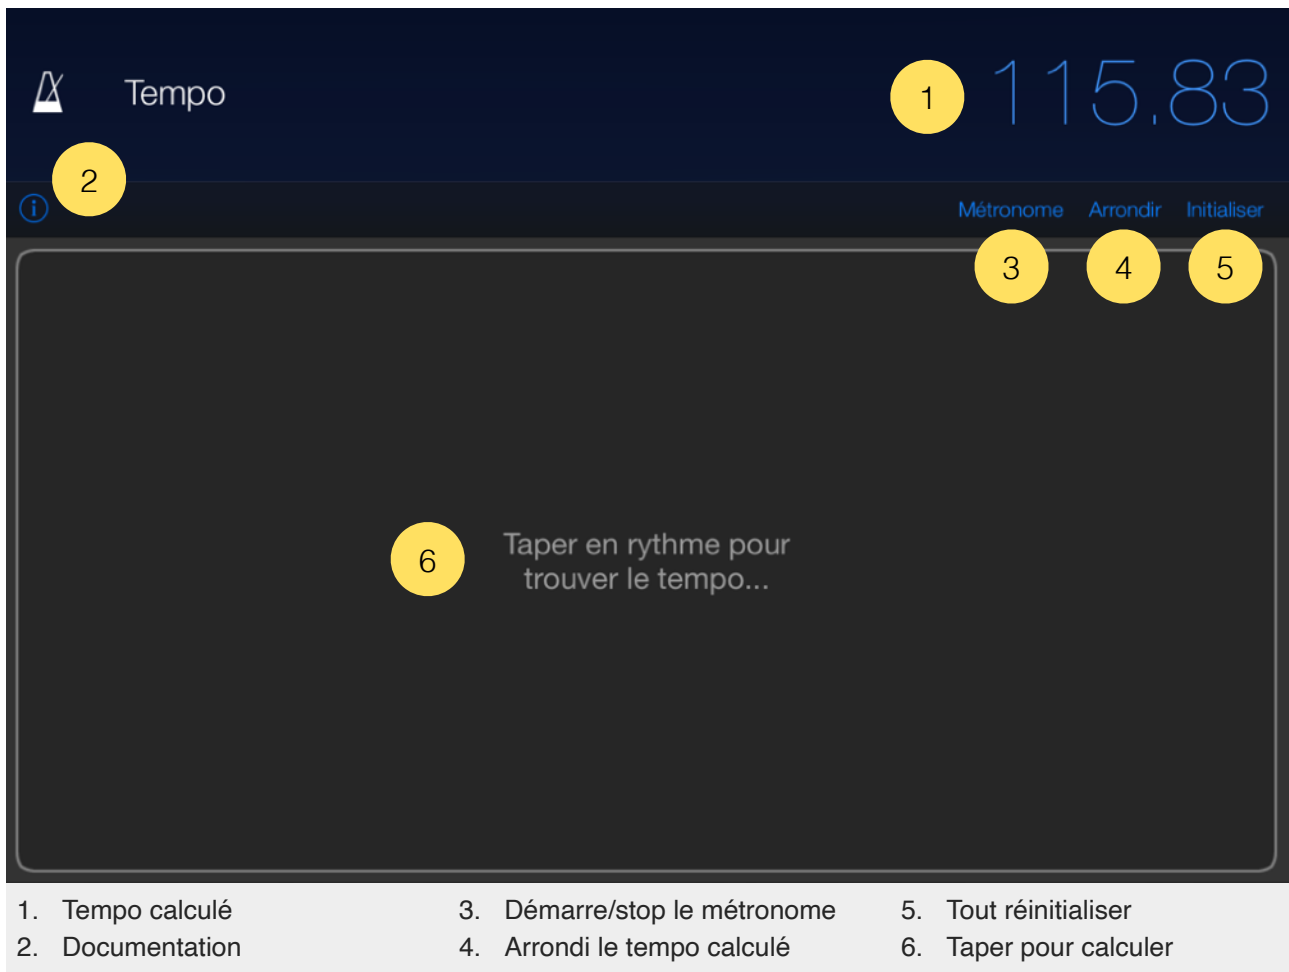 Tempo
1
115.83
2
Métronome Arrondir Initialiser
3
4
5
6
Taper en rythme pour
trouver le tempo...
1. Tempo calculé
2. Documentation
3. Démarre/stop le métronome
4. Arrondi le tempo calculé
5. Tout réinitialiser
6. Taper pour calculer